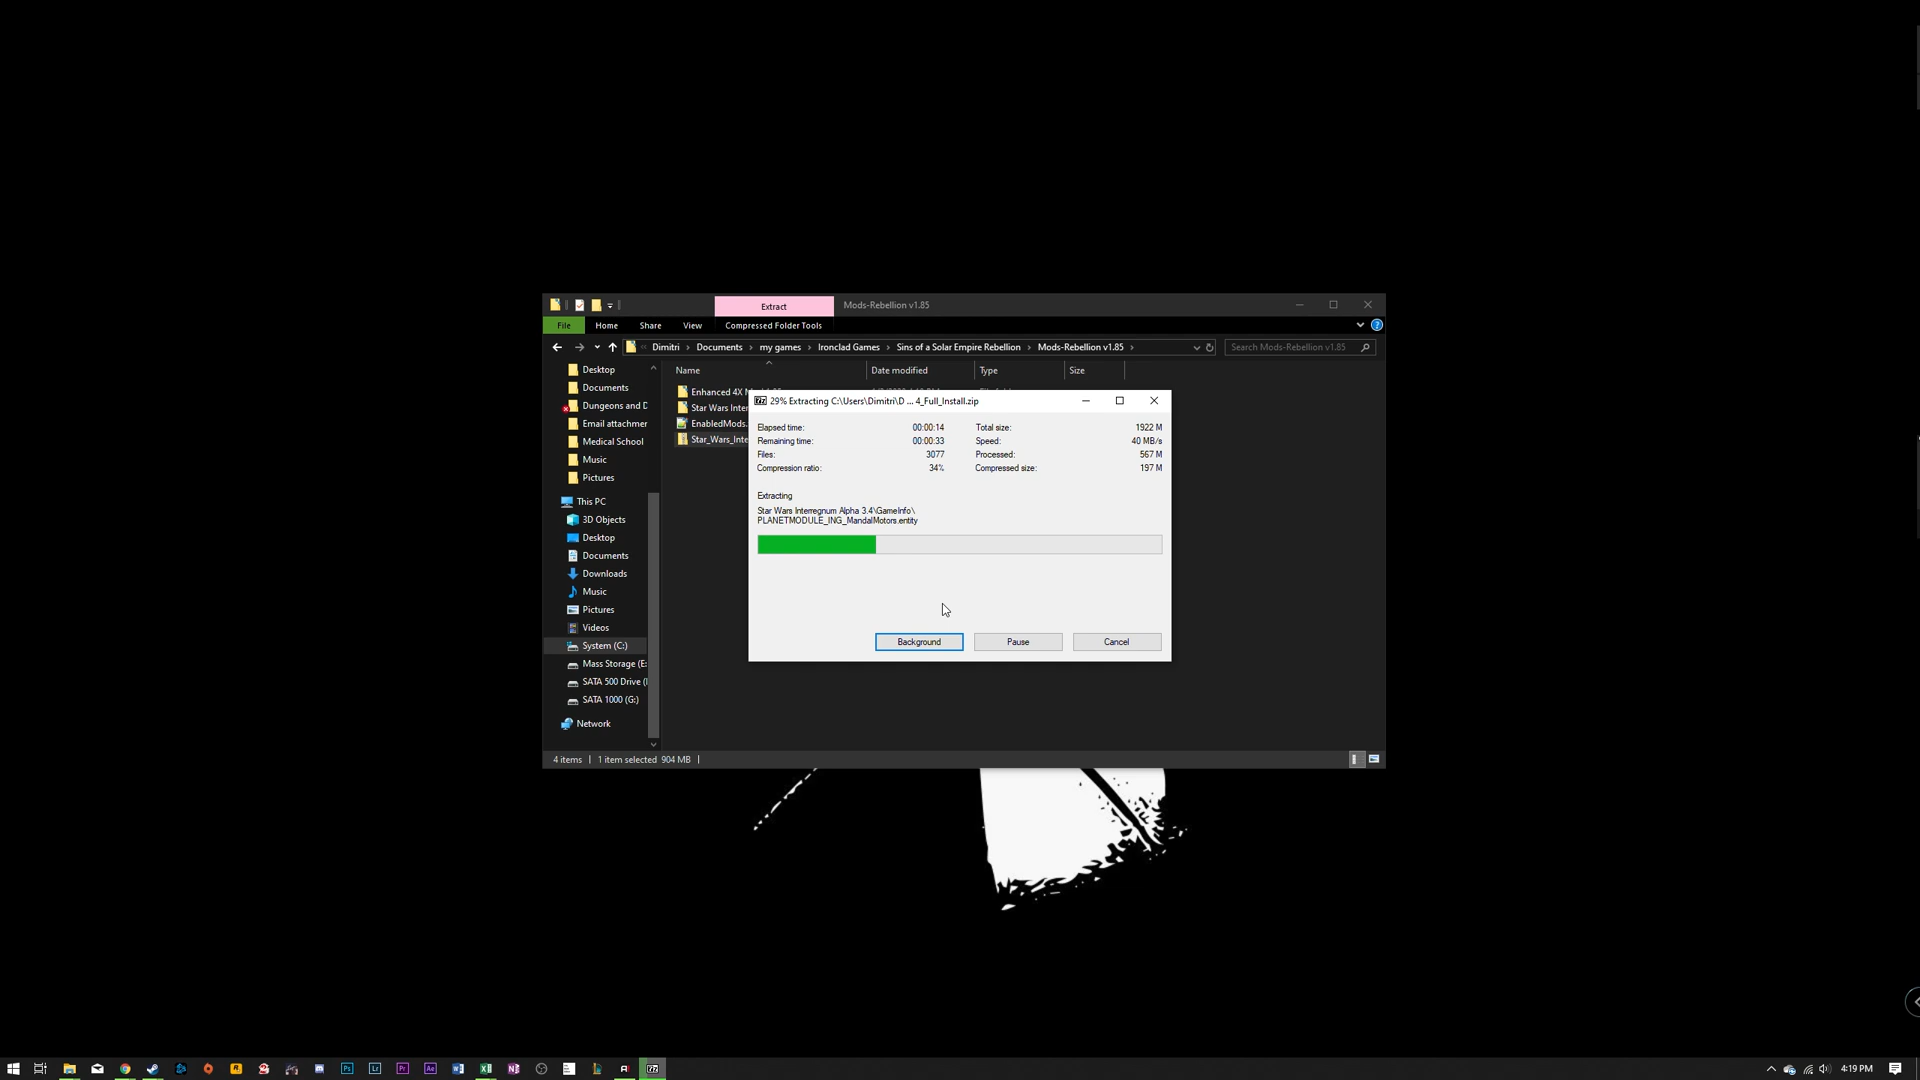 Extract
Mods-Rebellion v1.85
File
Home
Share
View
Compressed Folder Tools
Dimitri › Documents › my games › Ironclad Games › Sins of a Solar Empire Rebellion › Mods-Rebellion v1.85 ›
Search Mods-Rebellion v1.85
Name
Date modified
Type
Size
Desktop
Documents
Dungeons and D
Email attachmer
Medical School
Music
Pictures
This PC
3D Objects
Desktop
Documents
Downloads
Music
Pictures
Videos
System (C:)
Mass Storage (E:
SATA 500 Drive (
SATA 1000 (G:)
Network
Enhanced 4X
Star Wars Inter
EnabledMods.
Star_Wars_Inte
29% Extracting C:\Users\Dimitri\D ... 4_Full_Install.zip
Elapsed time: 00:00:14
Total size: 1922 M
Remaining time: 00:00:33
Speed: 40 MB/s
Files: 3077
Processed: 567 M
Compression ratio: 34%
Compressed size: 197 M
Extracting
Star Wars Interregnum Alpha 3.4\GameInfo\
PLANETMODULE_ING_MandalMotors.entity
Background
Pause
Cancel
4 items
1 item selected 904 MB
4:19 PM